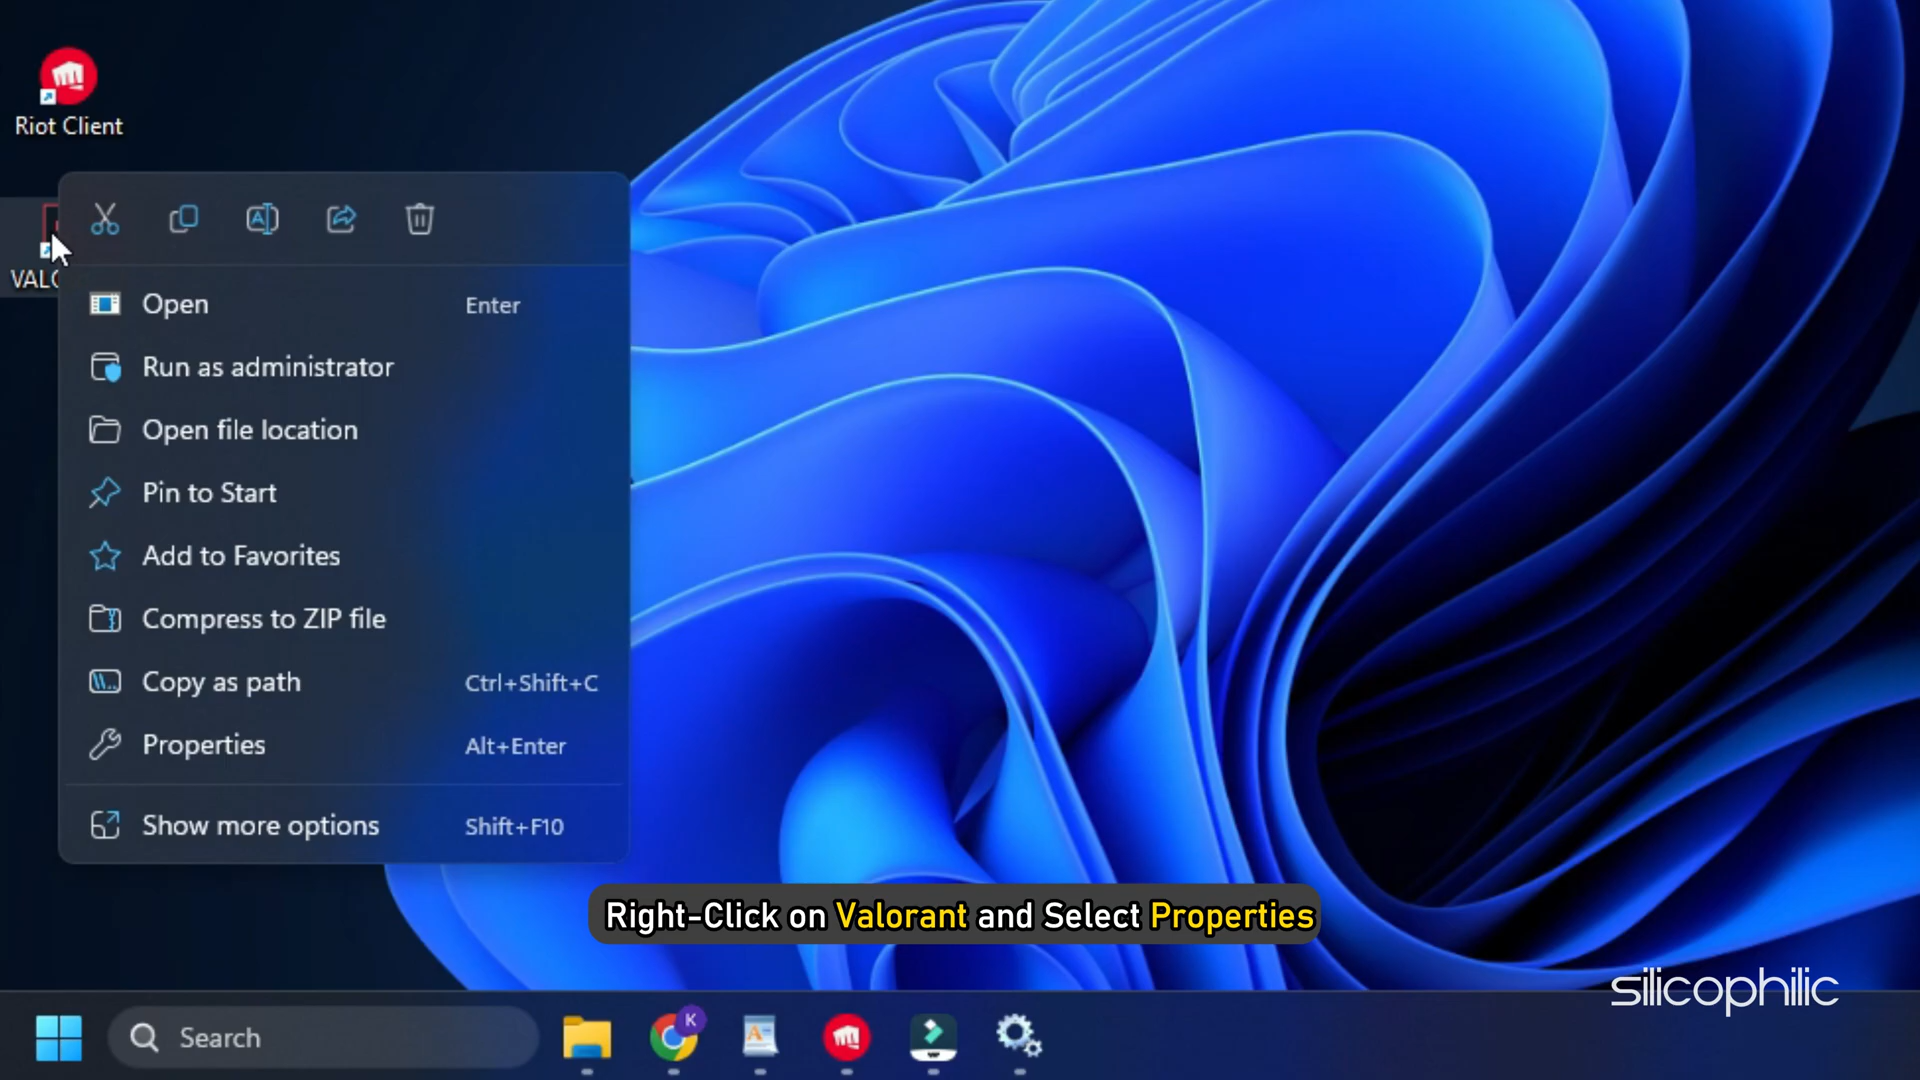 Riot Client
VALO
Open Enter
Run as administrator
Open file location
Pin to Start
Add to Favorites
Compress to ZIP file
Copy as path Ctrl+Shift+C
Properties Alt+Enter
Show more options Shift+F10
Right-Click on Valorant and Select Properties
silicophilic
Search
K